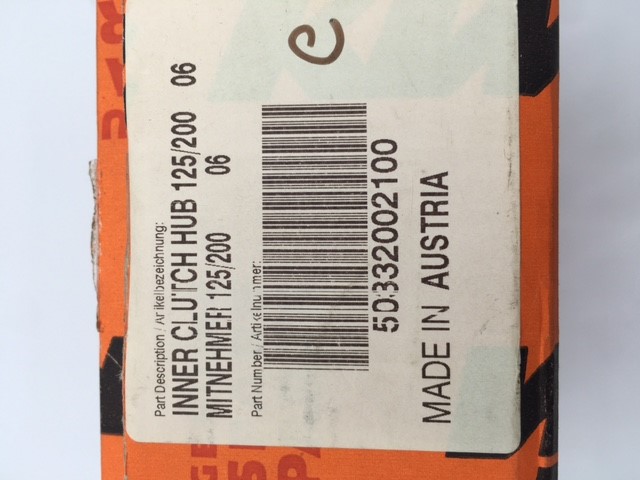 e
Part Description / Artikelbezeichnung:
INNER CLUTCH HUB 125/200 06
MITNEHMER 125/200 06
Part Number / Artikelnummer:
50332002100
MADE IN AUSTRIA